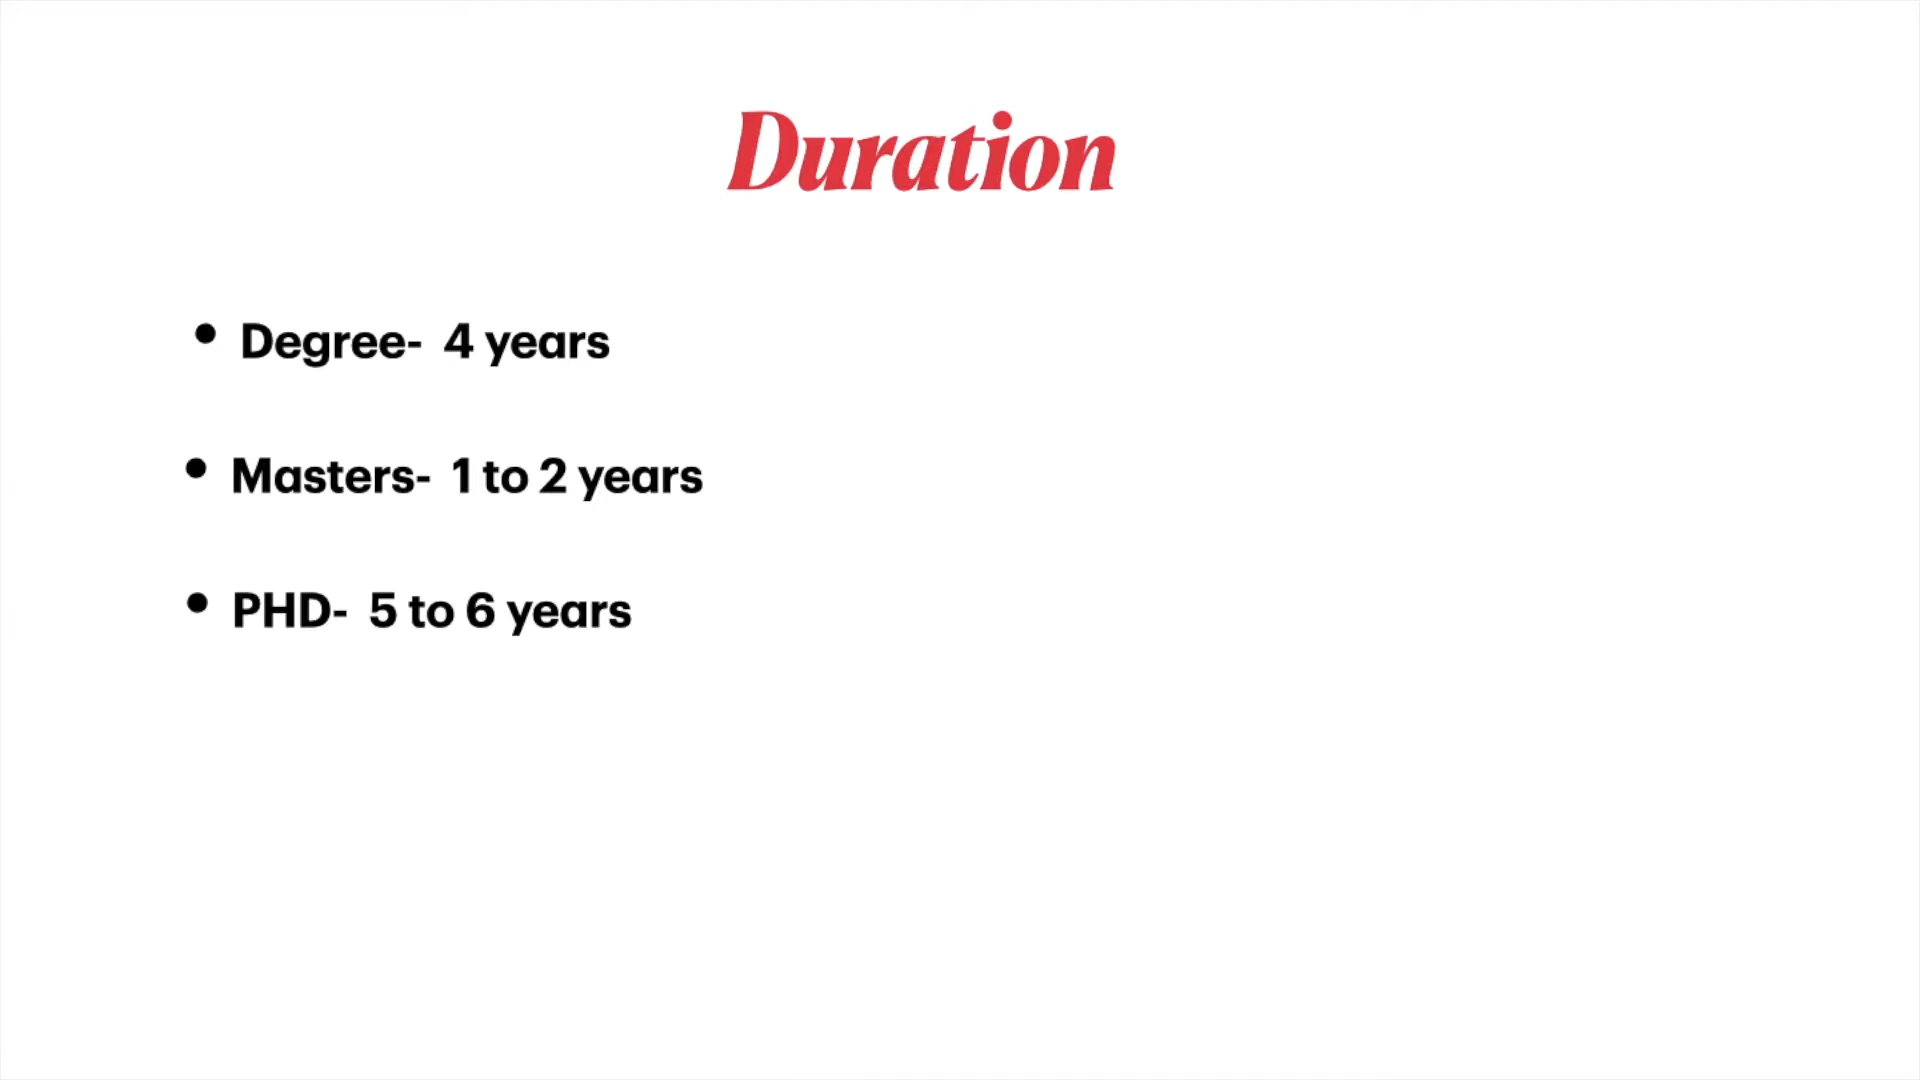 Duration
• Degree- 4 years
• Masters- 1 to 2 years
• PHD- 5 to 6 years